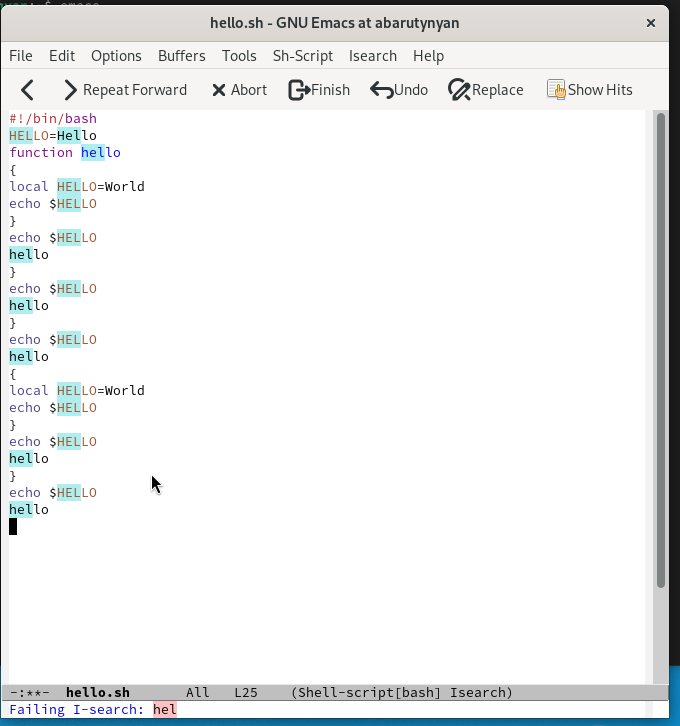 hello.sh - GNU Emacs at abarutynyan
File Edit Options Buffers Tools Sh-Script Isearch Help
Repeat Forward Abort Finish Undo Replace Show Hits
#!/bin/bash
HELLO=Hello
function hello
{
local HELLO=World
echo $HELLO
}
echo $HELLO
hello
}
echo $HELLO
hello
}
echo $HELLO
hello
{
local HELLO=World
echo $HELLO
}
echo $HELLO
hello
}
echo $HELLO
hello
-:**- hello.sh All L25 (Shell-script[bash] Isearch)
Failing I-search: hel